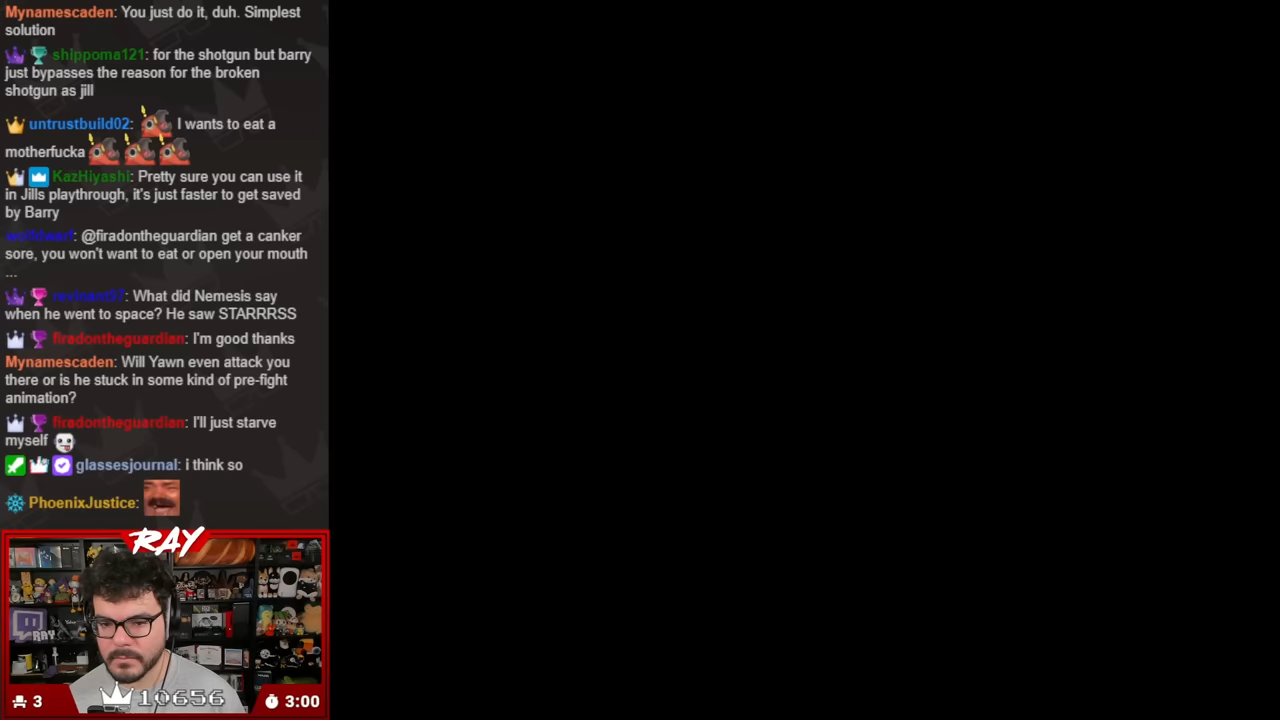 Mynamescaden: You just do it, duh. Simplest
solution
shippoma121: for the shotgun but barry
just bypasses the reason for the broken
shotgun as jill
untrustbuild02: I wants to eat a
motherfucka
KazHiyashi: Pretty sure you can use it
in Jills playthrough, it's just faster to get saved
by Barry
wolfdwarf: @firadontheguardian get a canker
sore, you won't want to eat or open your mouth
...
revinant97: What did Nemesis say
when he went to space? He saw STARRRSS
firadontheguardian: I'm good thanks
Mynamescaden: Will Yawn even attack you
there or is he stuck in some kind of pre-fight
animation?
firadontheguardian: I'll just starve
myself
glassesjournal: i think so
PhoenixJustice:
RAY
RAY
3
10656
3:00